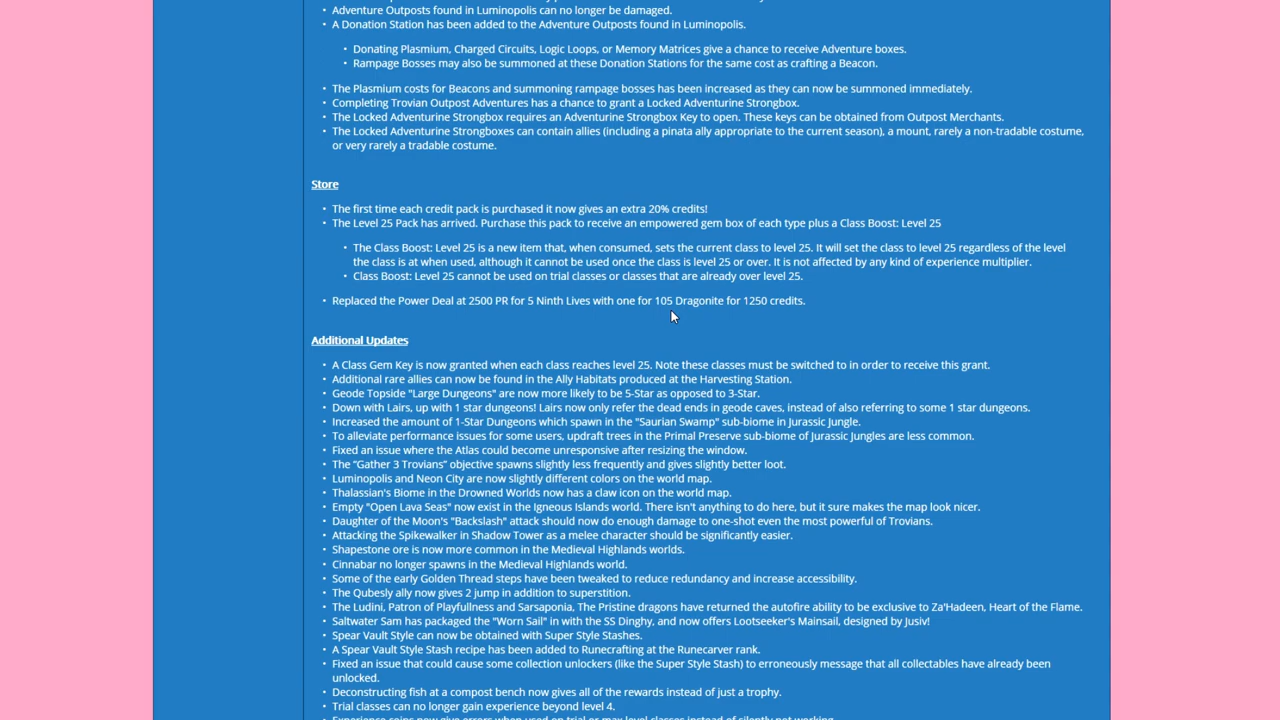 Adventure Outposts found in Luminopolis can no longer be damaged.
A Donation Station has been added to the Adventure Outposts found in Luminopolis.
Donating Plasmium, Charged Circuits, Logic Loops, or Memory Matrices give a chance to receive Adventure boxes.
Rampage Bosses may also be summoned at these Donation Stations for the same cost as crafting a Beacon.
The Plasmium costs for Beacons and summoning rampage bosses has been increased as they can now be summoned immediately.
Completing Trovian Outpost Adventures has a chance to grant a Locked Adventurine Strongbox.
The Locked Adventurine Strongbox requires an Adventurine Strongbox Key to open. These keys can be obtained from Outpost Merchants.
The Locked Adventurine Strongboxes can contain allies (including a pinata ally appropriate to the current season), a mount, rarely a non-tradable costume,
or very rarely a tradable costume.
Store
The first time each credit pack is purchased it now gives an extra 20% credits!
The Level 25 Pack has arrived. Purchase this pack to receive an empowered gem box of each type plus a Class Boost: Level 25
The Class Boost: Level 25 is a new item that, when consumed, sets the current class to level 25. It will set the class to level 25 regardless of the level
the class is at when used, although it cannot be used once the class is level 25 or over. It is not affected by any kind of experience multiplier.
Class Boost: Level 25 cannot be used on trial classes or classes that are already over level 25.
Replaced the Power Deal at 2500 PR for 5 Ninth Lives with one for 105 Dragonite for 1250 credits.
Additional Updates
A Class Gem Key is now granted when each class reaches level 25. Note these classes must be switched to in order to receive this grant.
Additional rare allies can now be found in the Ally Habitats produced at the Harvesting Station.
Geode Topside "Large Dungeons" are now more likely to be 5-Star as opposed to 3-Star.
Down with Lairs, up with 1 star dungeons! Lairs now only refer the dead ends in geode caves, instead of also referring to some 1 star dungeons.
Increased the amount of 1-Star Dungeons which spawn in the "Saurian Swamp" sub-biome in Jurassic Jungle.
To alleviate performance issues for some users, updraft trees in the Primal Preserve sub-biome of Jurassic Jungles are less common.
Fixed an issue where the Atlas could become unresponsive after resizing the window.
The "Gather 3 Trovians" objective spawns slightly less frequently and gives slightly better loot.
Luminopolis and Neon City are now slightly different colors on the world map.
Thalassian's Biome in the Drowned Worlds now has a claw icon on the world map.
Empty "Open Lava Seas" now exist in the Igneous Islands world. There isn't anything to do here, but it sure makes the map look nicer.
Daughter of the Moon's "Backslash" attack should now do enough damage to one-shot even the most powerful of Trovians.
Attacking the Spikewalker in Shadow Tower as a melee character should be significantly easier.
Shapestone ore is now more common in the Medieval Highlands worlds.
Cinnabar no longer spawns in the Medieval Highlands world.
Some of the early Golden Thread steps have been tweaked to reduce redundancy and increase accessibility.
The Qubesly ally now gives 2 jump in addition to superstition.
The Ludini, Patron of Playfullness and Sarsaponia, The Pristine dragons have returned the autofire ability to be exclusive to Za'Hadeen, Heart of the Flame.
Saltwater Sam has packaged the "Worn Sail" in with the SS Dinghy, and now offers Lootseeker's Mainsail, designed by Jusiv!
Spear Vault Style can now be obtained with Super Style Stashes.
A Spear Vault Style Stash recipe has been added to Runecrafting at the Runecarver rank.
Fixed an issue that could cause some collection unlockers (like the Super Style Stash) to erroneously message that all collectables have already been
unlocked.
Deconstructing fish at a compost bench now gives all of the rewards instead of just a trophy.
Trial classes can no longer gain experience beyond level 4.
Experience coins now give errors when used on trial or max level classes instead of silently not working.